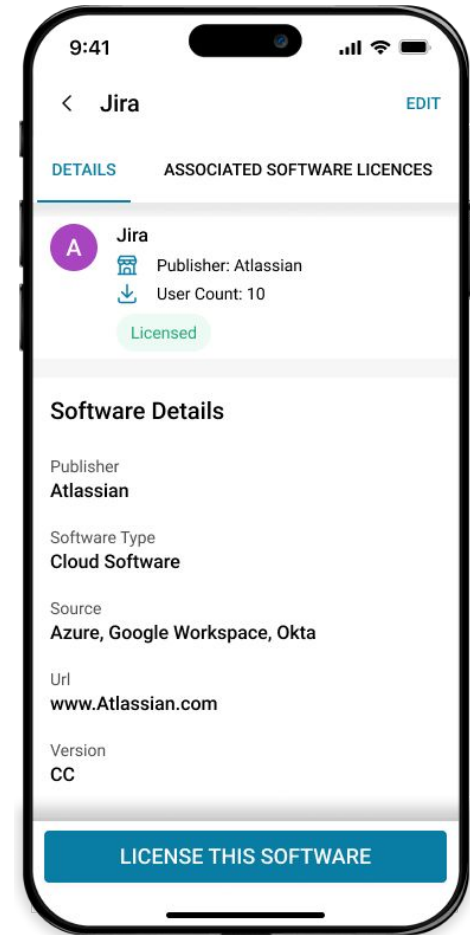 9:41
Jira
EDIT
DETAILS
ASSOCIATED SOFTWARE LICENCES
A
Jira
Publisher: Atlassian
User Count: 10
Licensed
Software Details
Publisher
Atlassian
Software Type
Cloud Software
Source
Azure, Google Workspace, Okta
Url
www.Atlassian.com
Version
CC
LICENSE THIS SOFTWARE